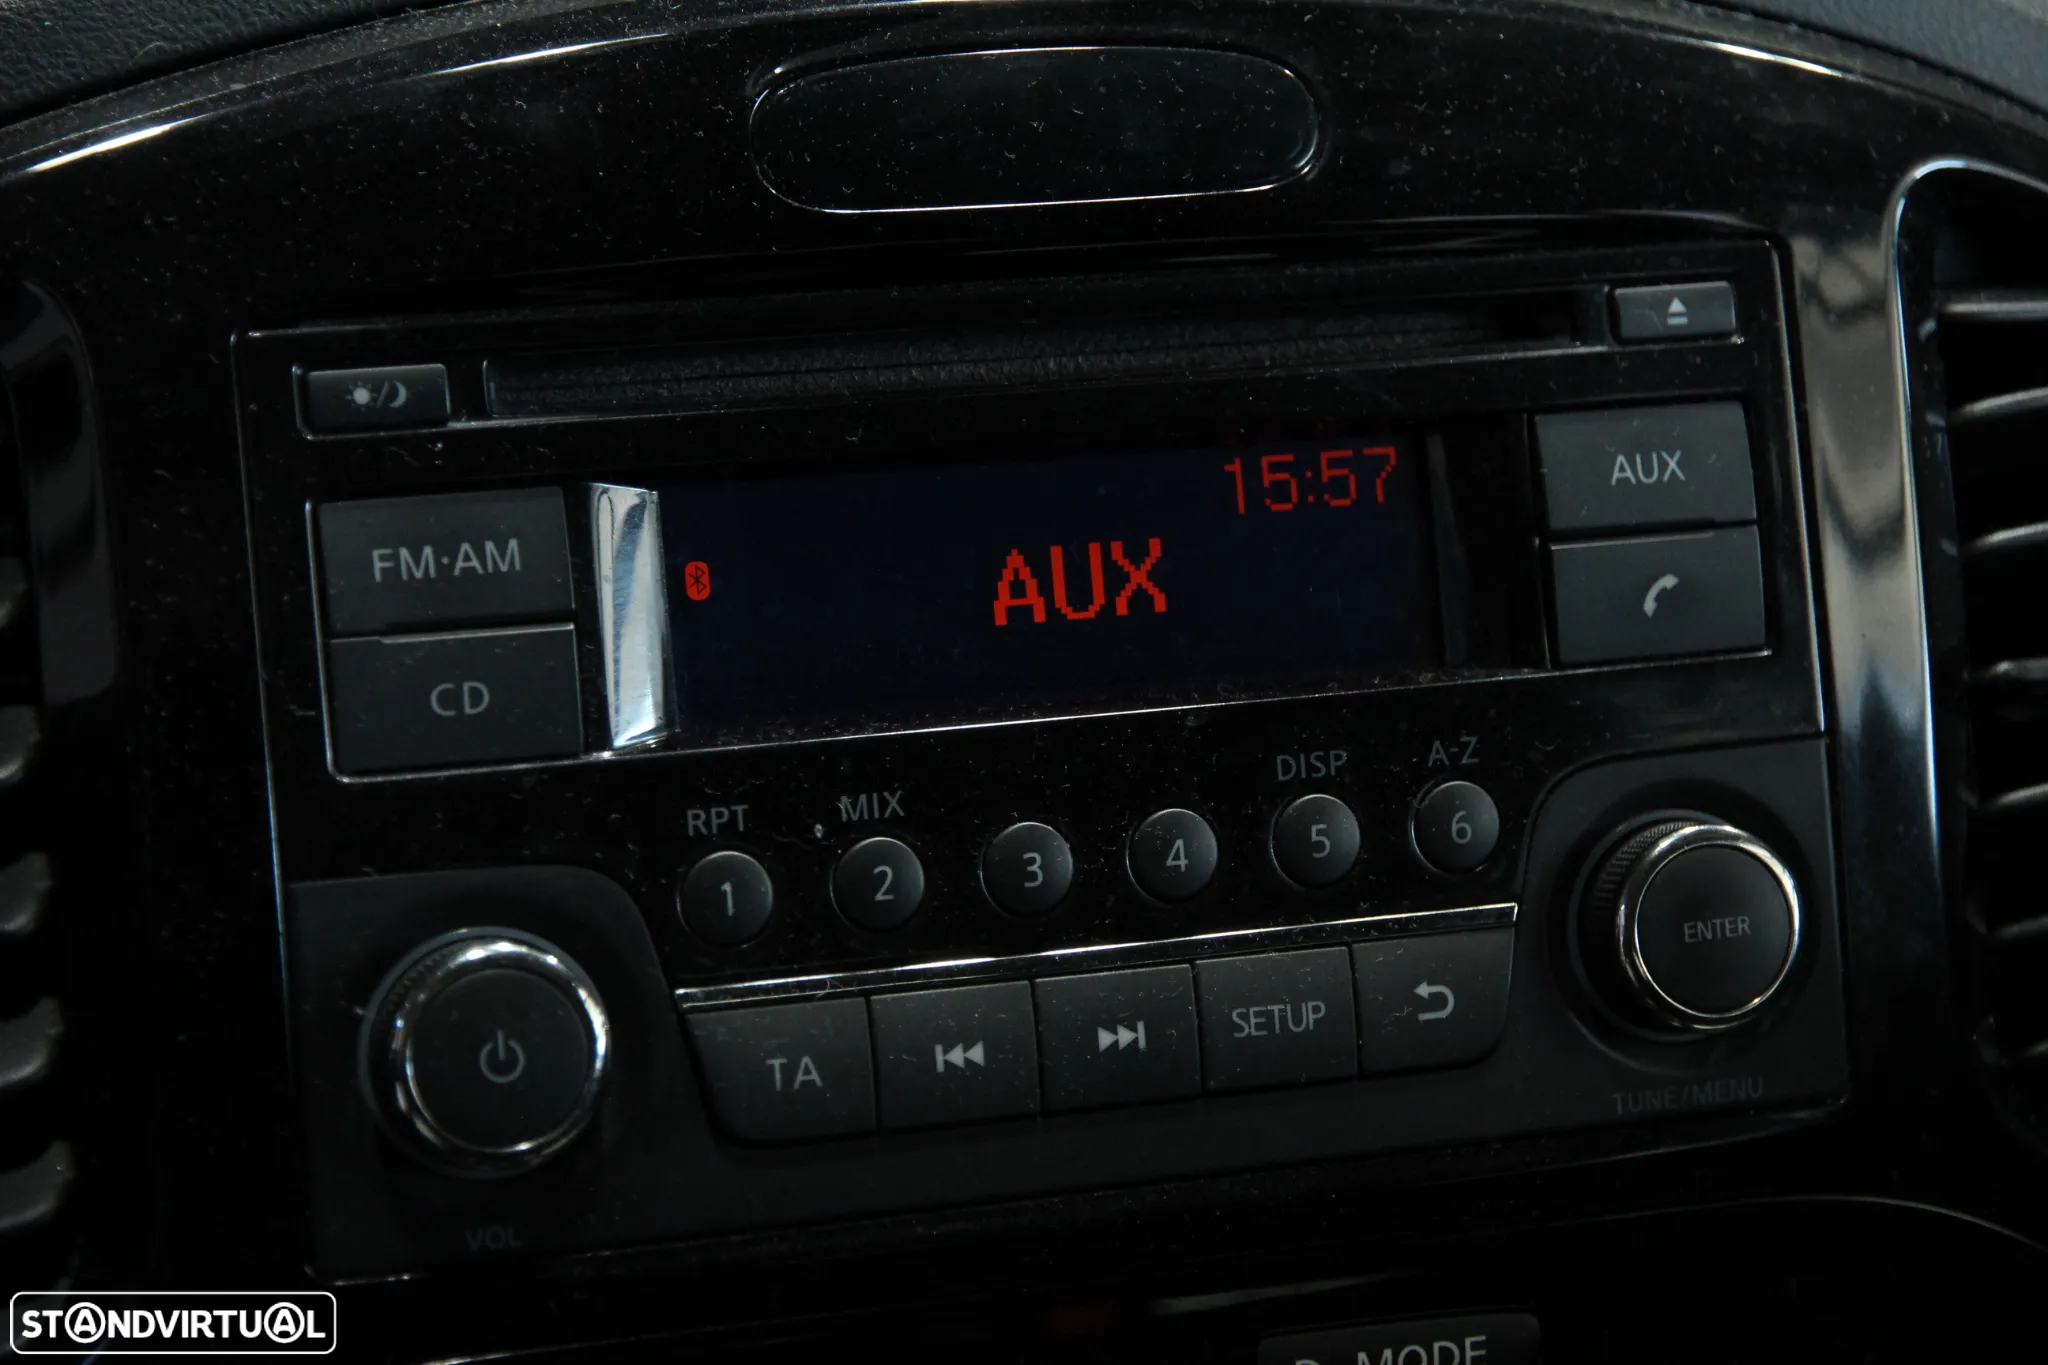 15:57
AUX
AUX
FM·AM
CD
DISP
A-Z
RPT
MIX
1
2
3
4
5
6
ENTER
TA
SETUP
TUNE/MENU
VOL
STANDVIRTUAL
D-MODE